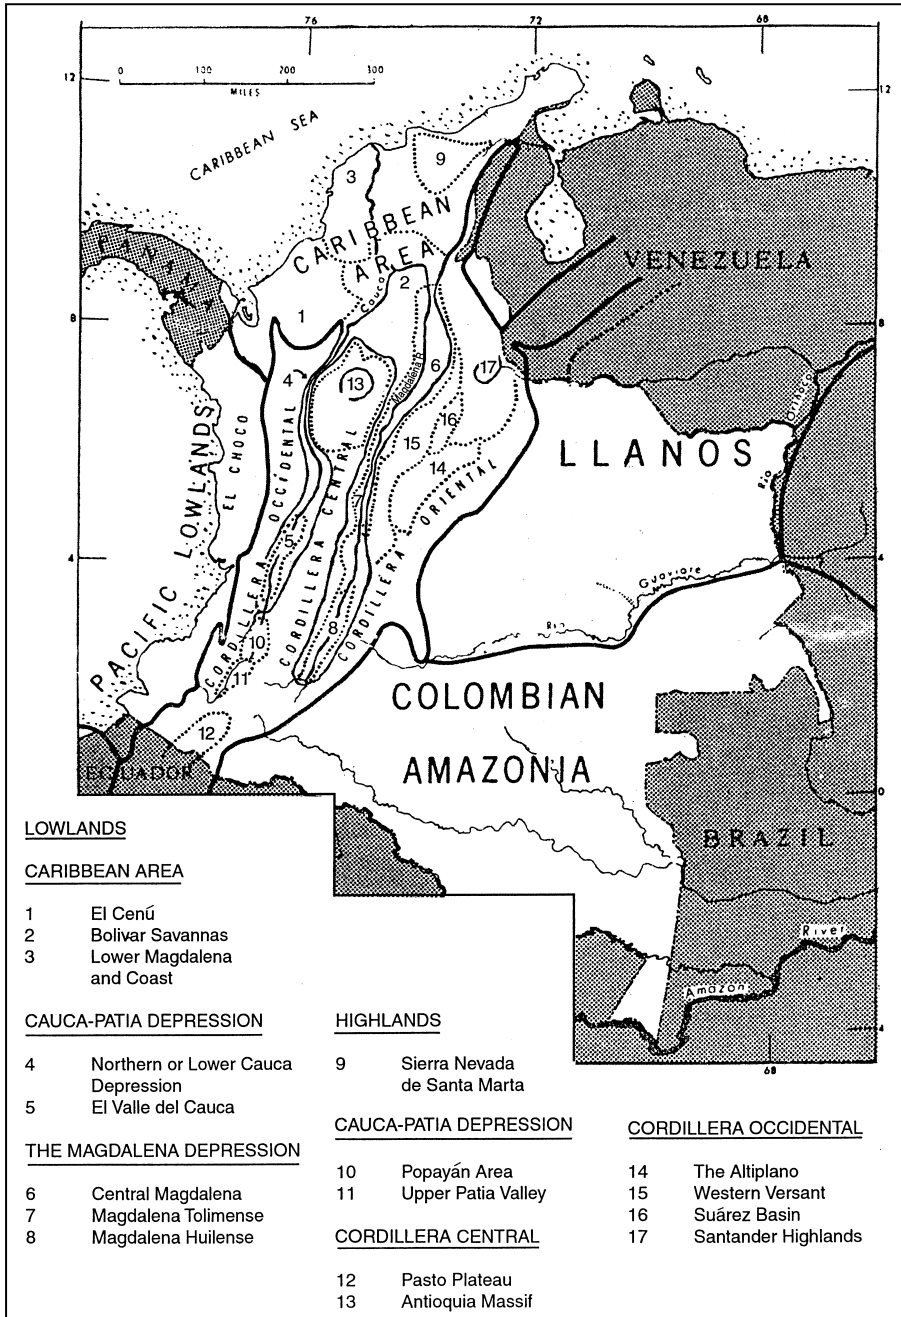 76 72 68
12 12
0 100 200 300
MILES
CARIBBEAN SEA
9
3
CARIBBEAN
AREA
PANAMA
VENEZUELA
2
Cauca
1
8 8
4
13
Magdalena R.
6
17
Orinoco
Rio
16
15
14
LLANOS
PACIFIC LOWLANDS
EL CHOCO
CORDILLERA OCCIDENTAL
CORDILLERA CENTRAL
CORDILLERA ORIENTAL
5
4 4
Rio Guaviare
8
10
11
12
COLOMBIAN
AMAZONIA
ECUADOR
0
BRAZIL
River
Amazon
4
68
LOWLANDS
CARIBBEAN AREA
1 El Cenú
2 Bolivar Savannas
3 Lower Magdalena
and Coast
CAUCA-PATIA DEPRESSION
4 Northern or Lower Cauca
Depression
5 El Valle del Cauca
THE MAGDALENA DEPRESSION
6 Central Magdalena
7 Magdalena Tolimense
8 Magdalena Huilense
HIGHLANDS
9 Sierra Nevada
de Santa Marta
CAUCA-PATIA DEPRESSION
10 Popayán Area
11 Upper Patia Valley
CORDILLERA CENTRAL
12 Pasto Plateau
13 Antioquia Massif
CORDILLERA OCCIDENTAL
14 The Altiplano
15 Western Versant
16 Suárez Basin
17 Santander Highlands